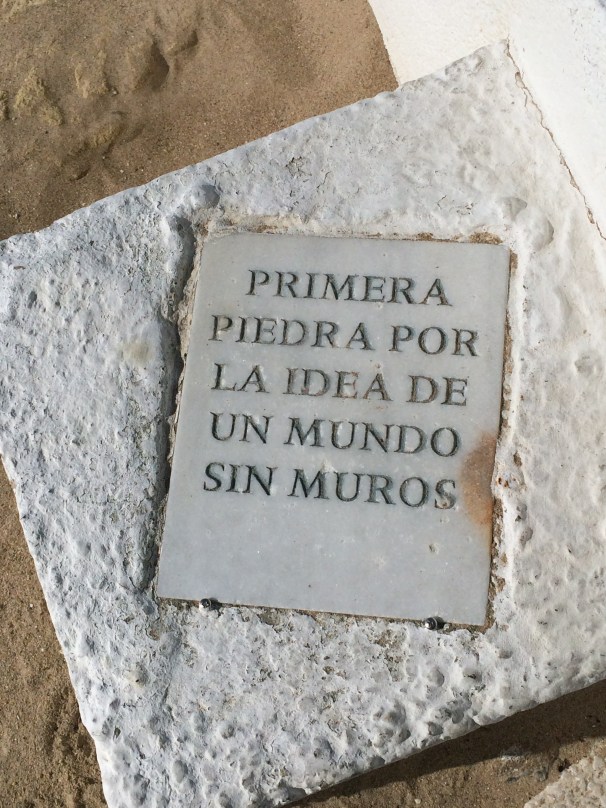 PRIMERA
PIEDRA POR
LA IDEA DE
UN MUNDO
SIN MUROS